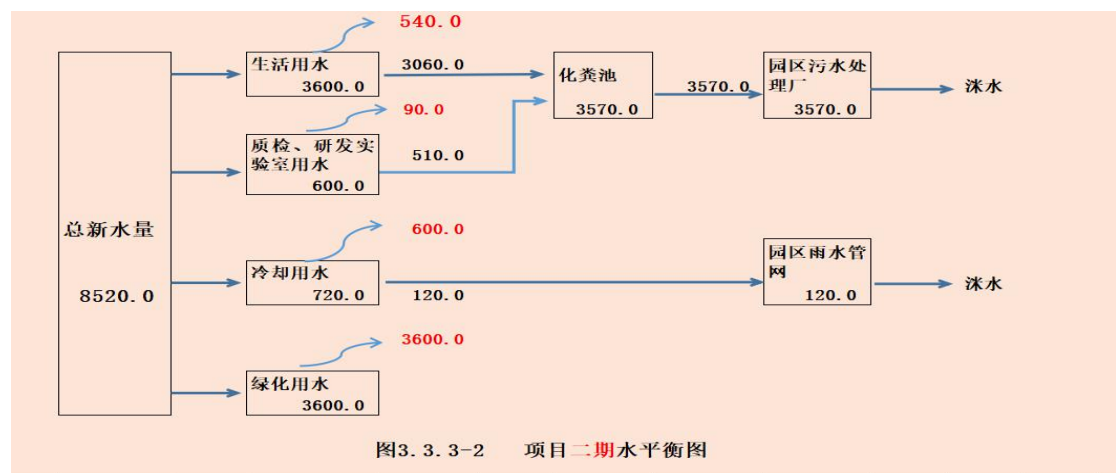 540.0
生活用水
3600.0
3060.0
化粪池
3570.0
3570.0
园区污水处
理厂
3570.0
洣水
90.0
质检、研发实
验室用水
600.0
510.0
总新水量
8520.0
600.0
冷却用水
720.0
120.0
园区雨水管
网
120.0
洣水
3600.0
绿化用水
3600.0
图3.3.3-2 项目二期水平衡图